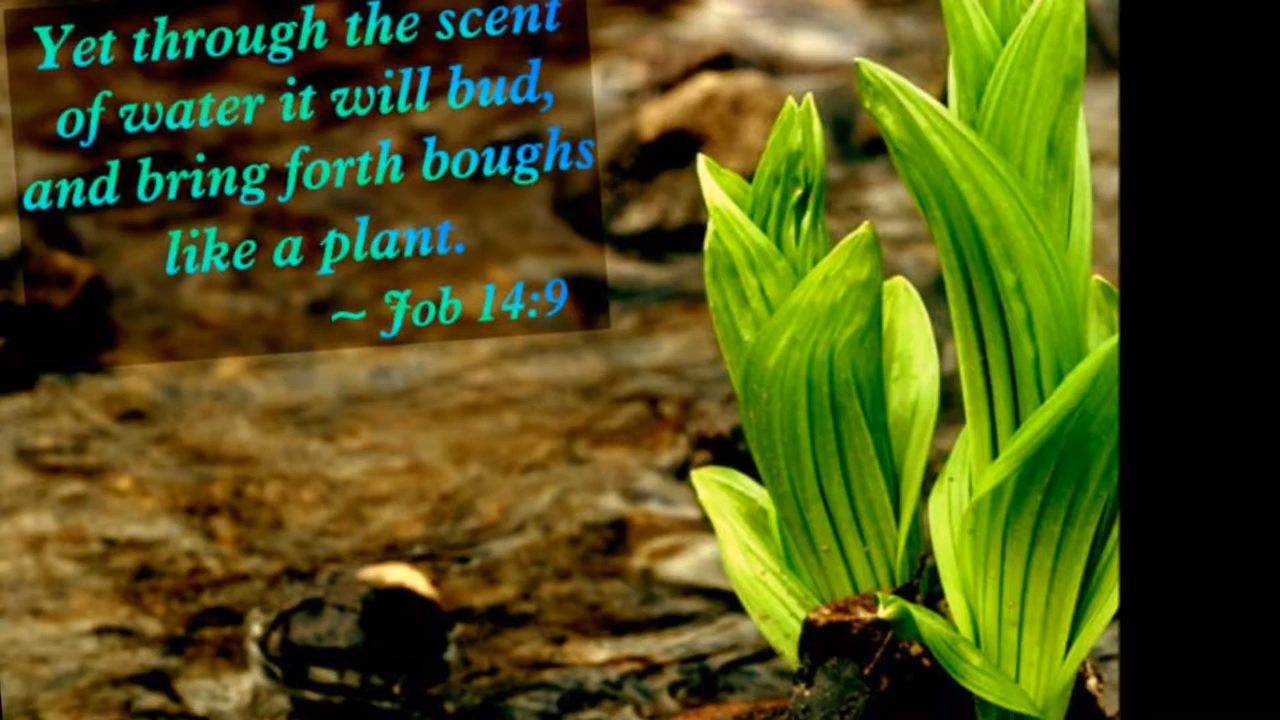 Yet through the scent
of water it will bud,
and bring forth boughs
like a plant.
~ Job 14:9